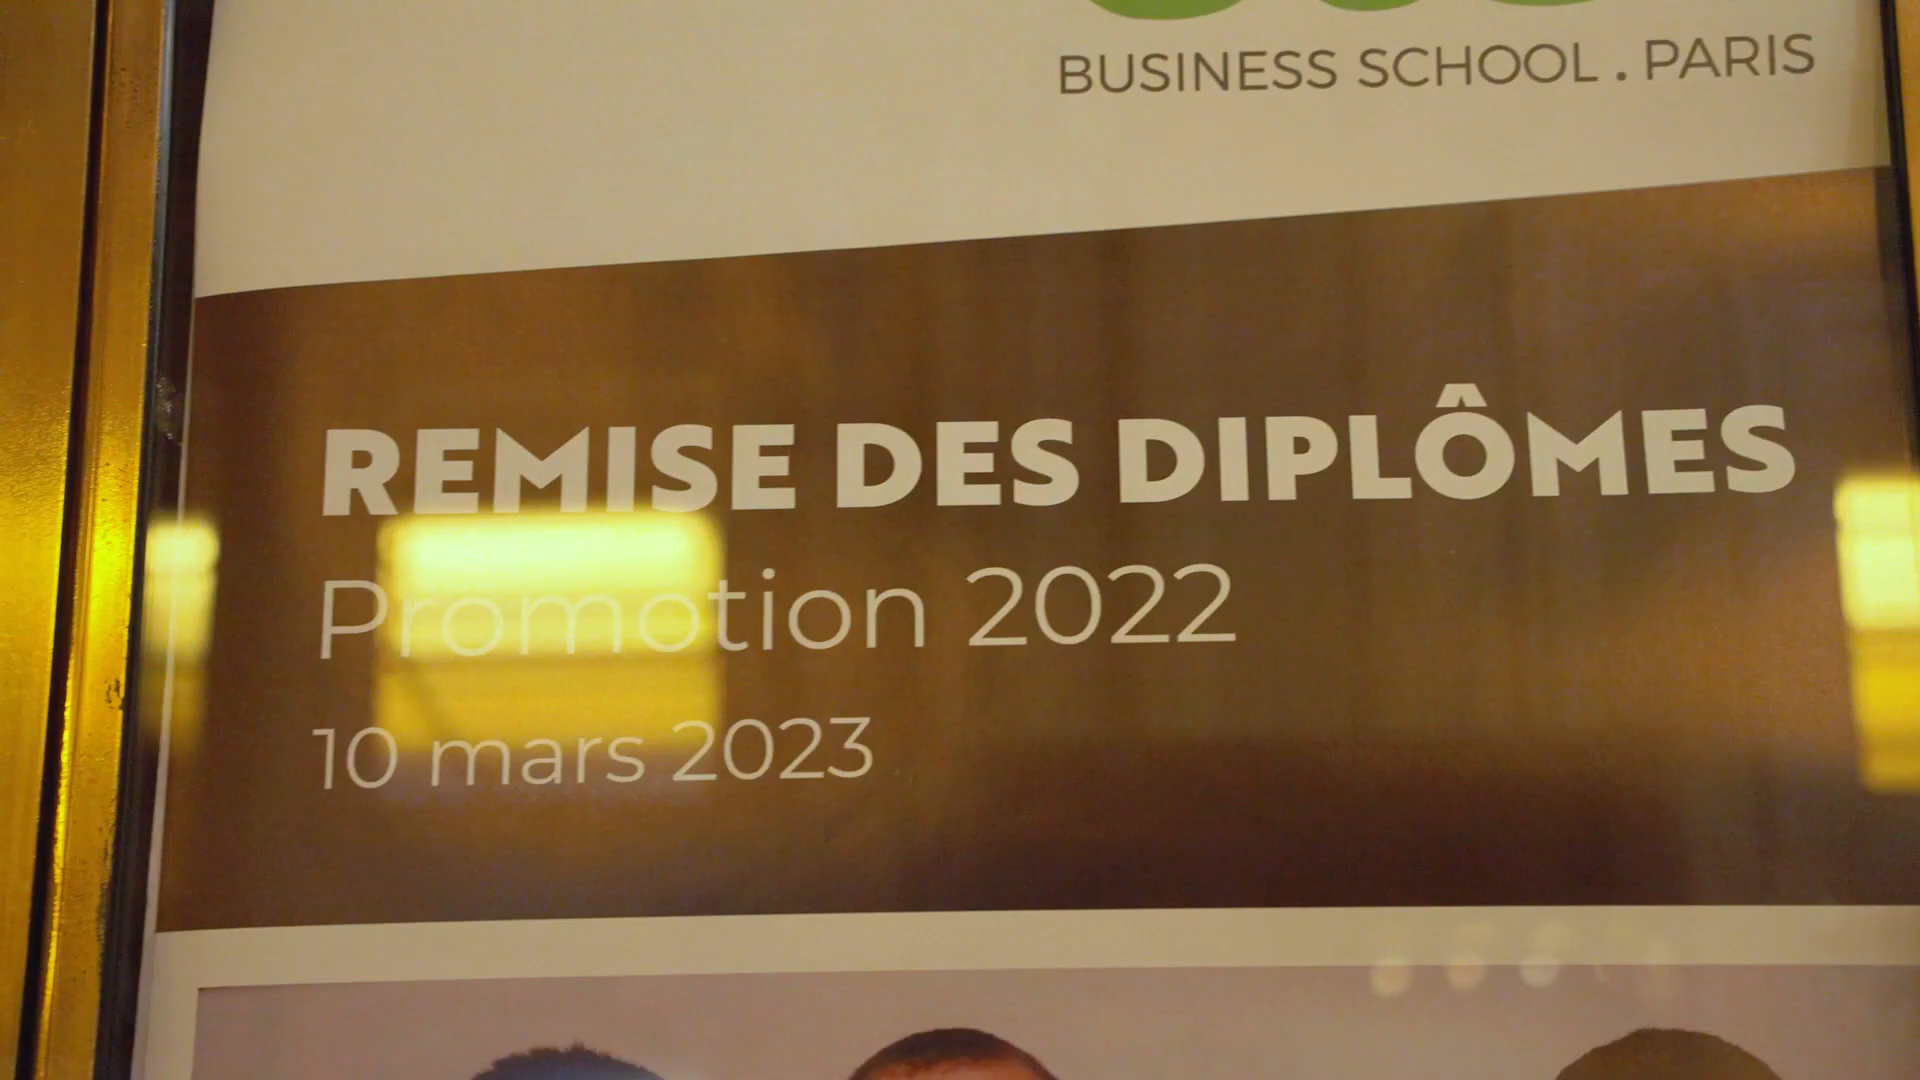 BUSINESS SCHOOL . PARIS
REMISE DES DIPLÔMES
Promotion 2022
10 mars 2023